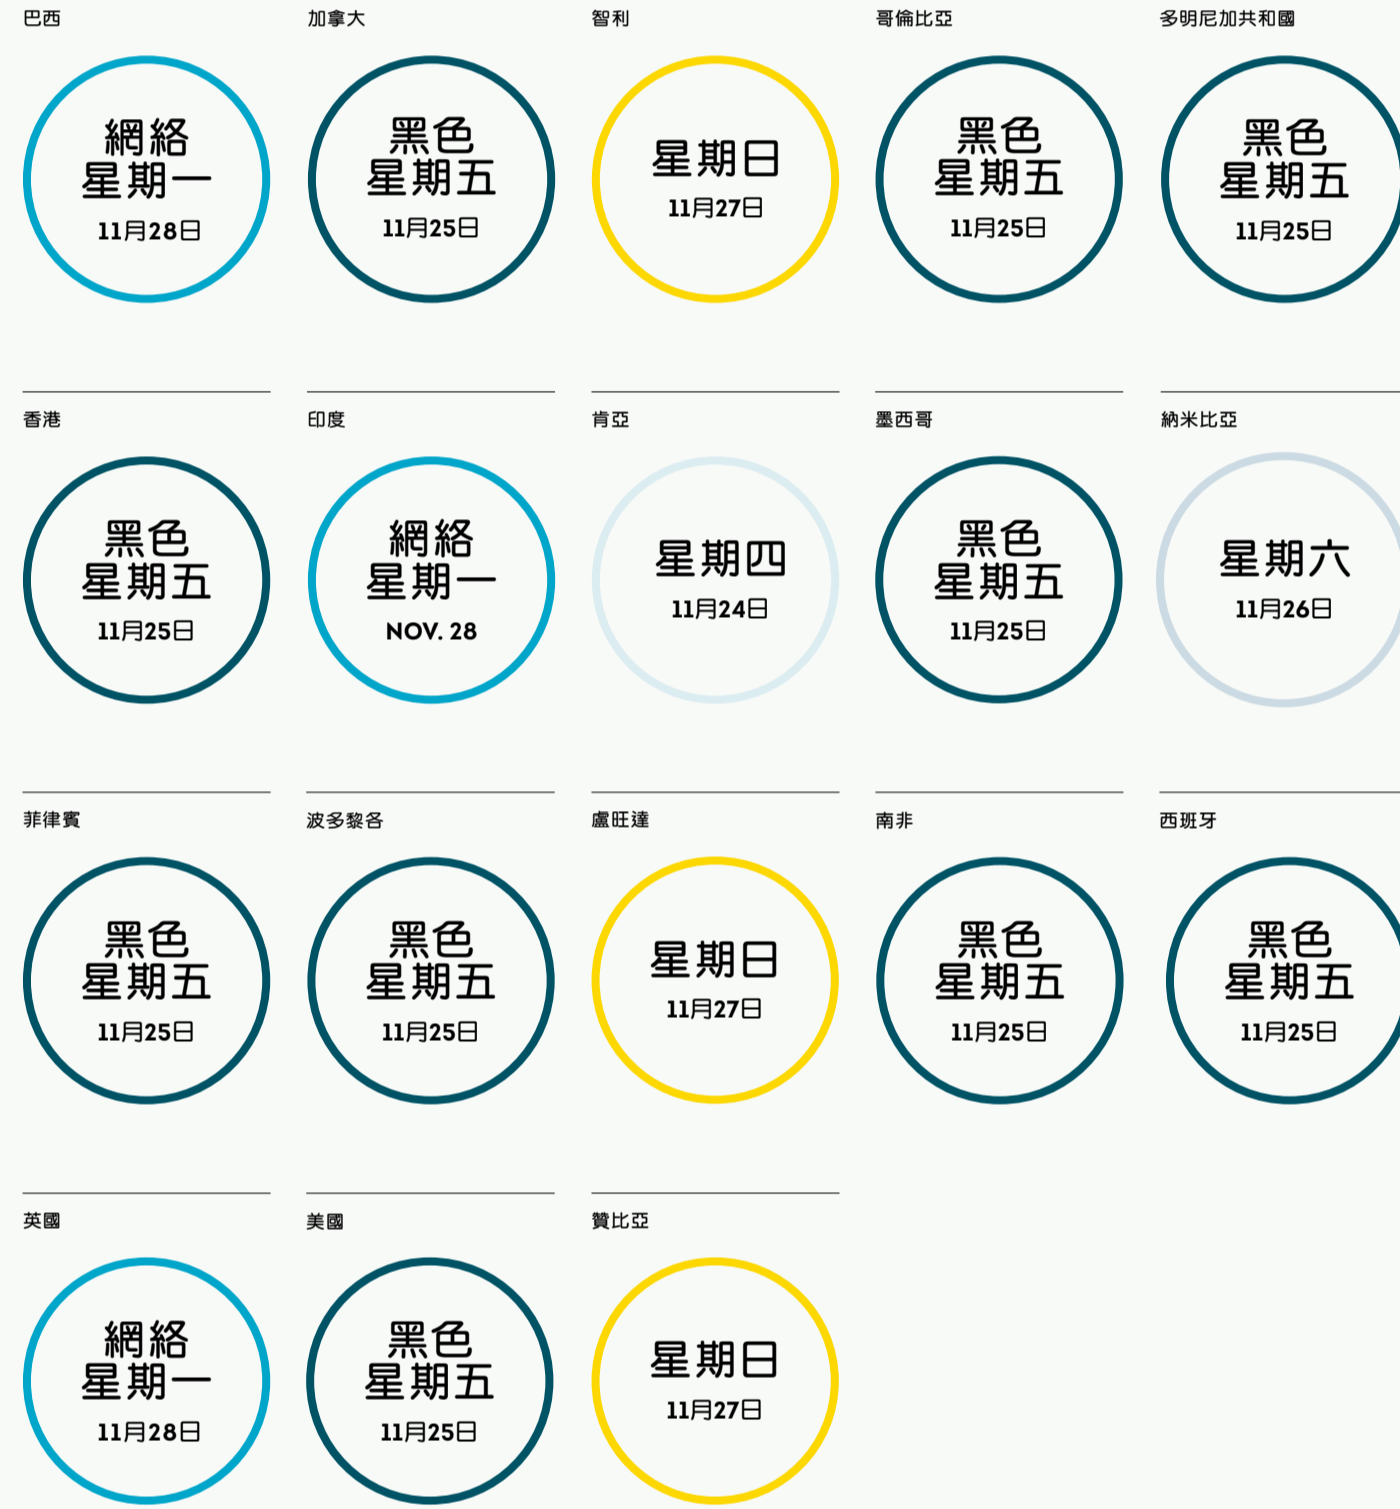 巴西
網絡
星期一
11月28日
加拿大
黑色
星期五
11月25日
智利
星期日
11月27日
哥倫比亞
黑色
星期五
11月25日
多明尼加共和國
黑色
星期五
11月25日
香港
黑色
星期五
11月25日
印度
網絡
星期一
NOV. 28
肯亞
星期四
11月24日
墨西哥
黑色
星期五
11月25日
納米比亞
星期六
11月26日
菲律賓
黑色
星期五
11月25日
波多黎各
黑色
星期五
11月25日
盧旺達
星期日
11月27日
南非
黑色
星期五
11月25日
西班牙
黑色
星期五
11月25日
英國
網絡
星期一
11月28日
美國
黑色
星期五
11月25日
贊比亞
星期日
11月27日